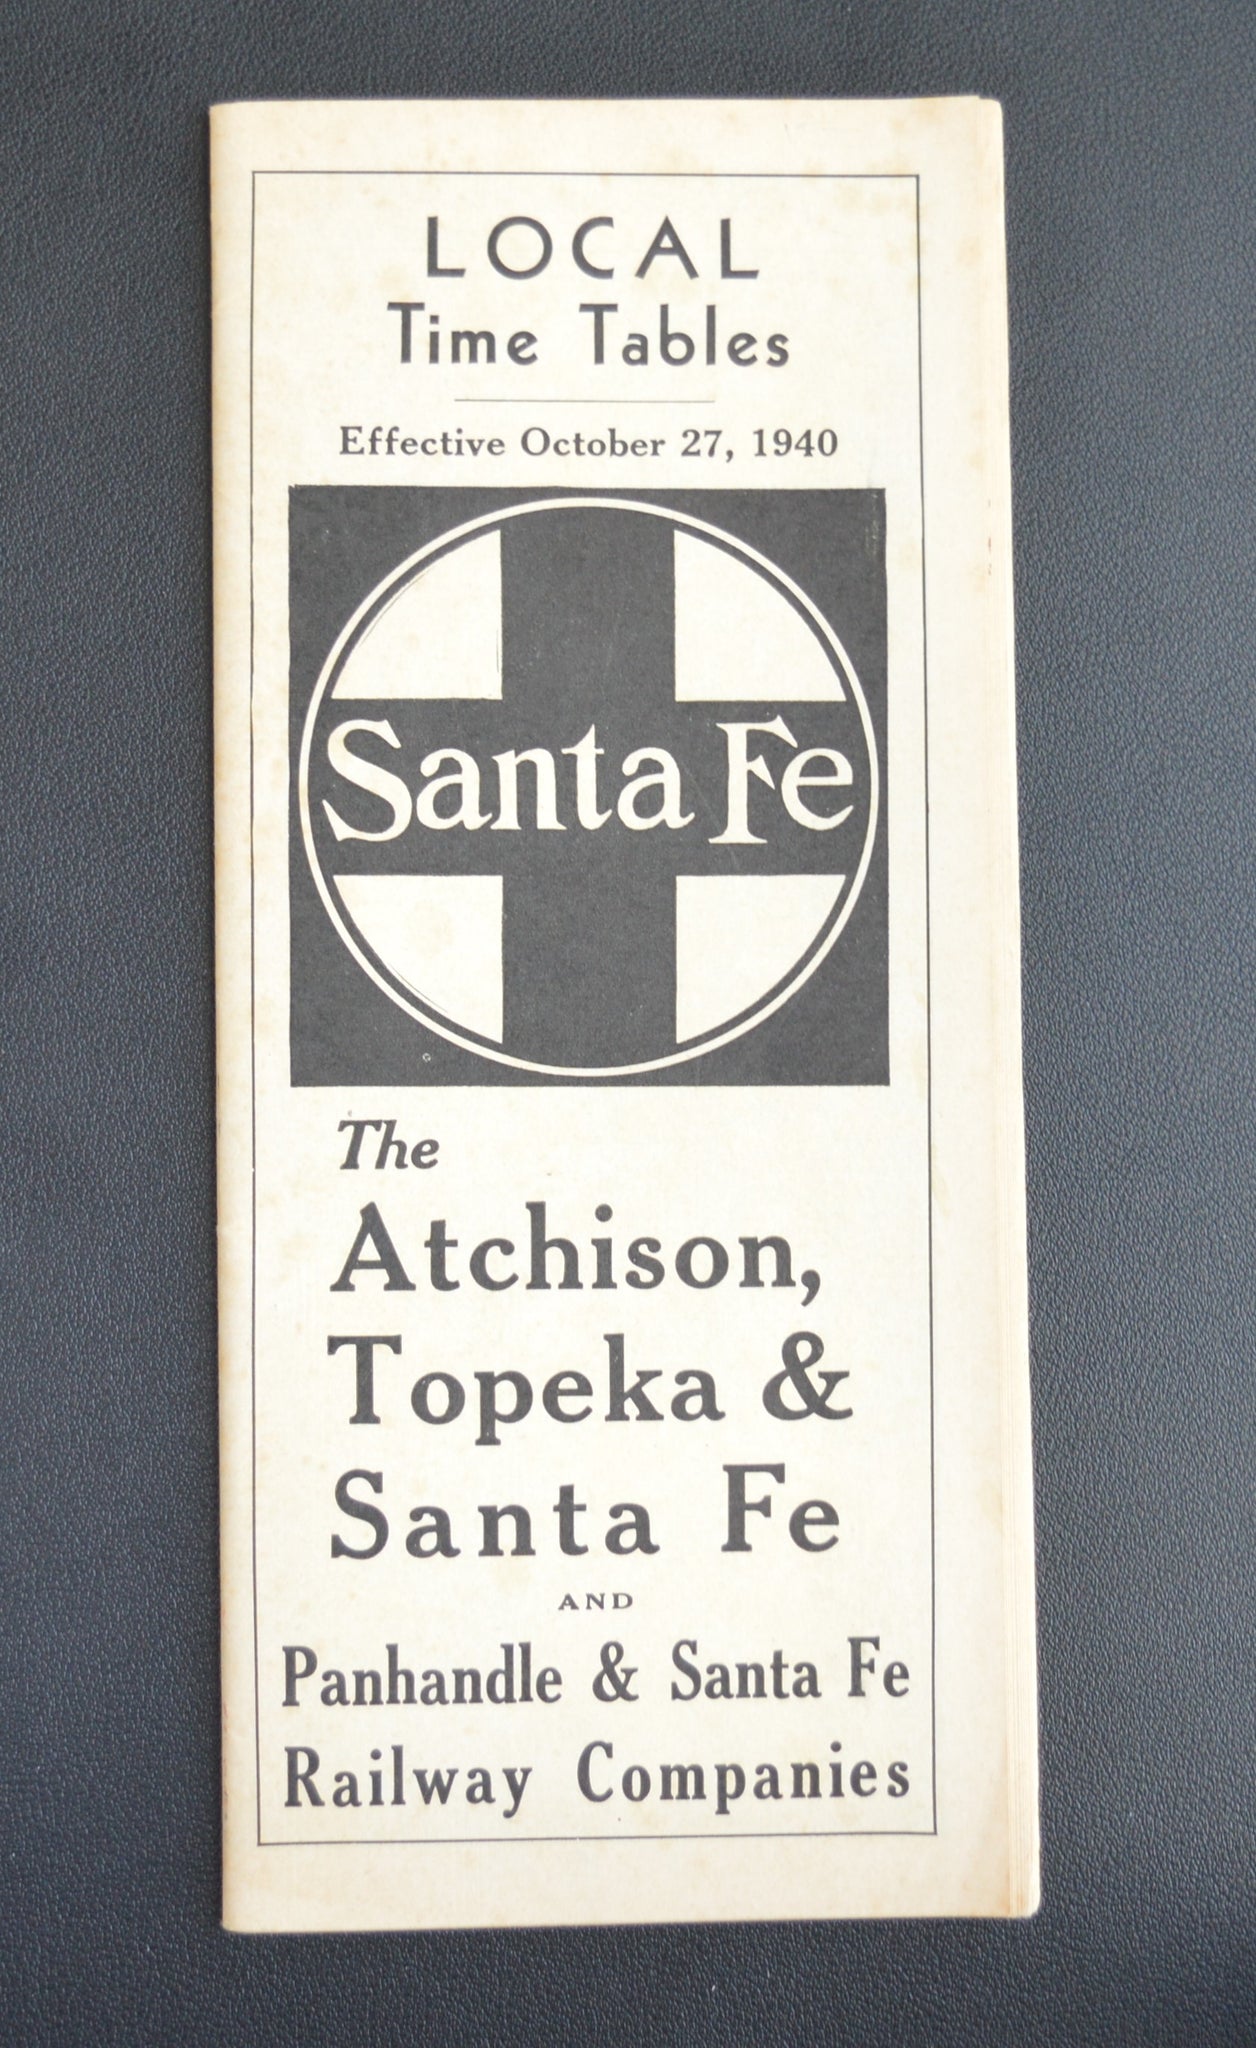 LOCAL
Time Tables
Effective October 27, 1940
Santa Fe
The
Atchison,
Topeka &
Santa Fe
AND
Panhandle & Santa Fe
Railway Companies